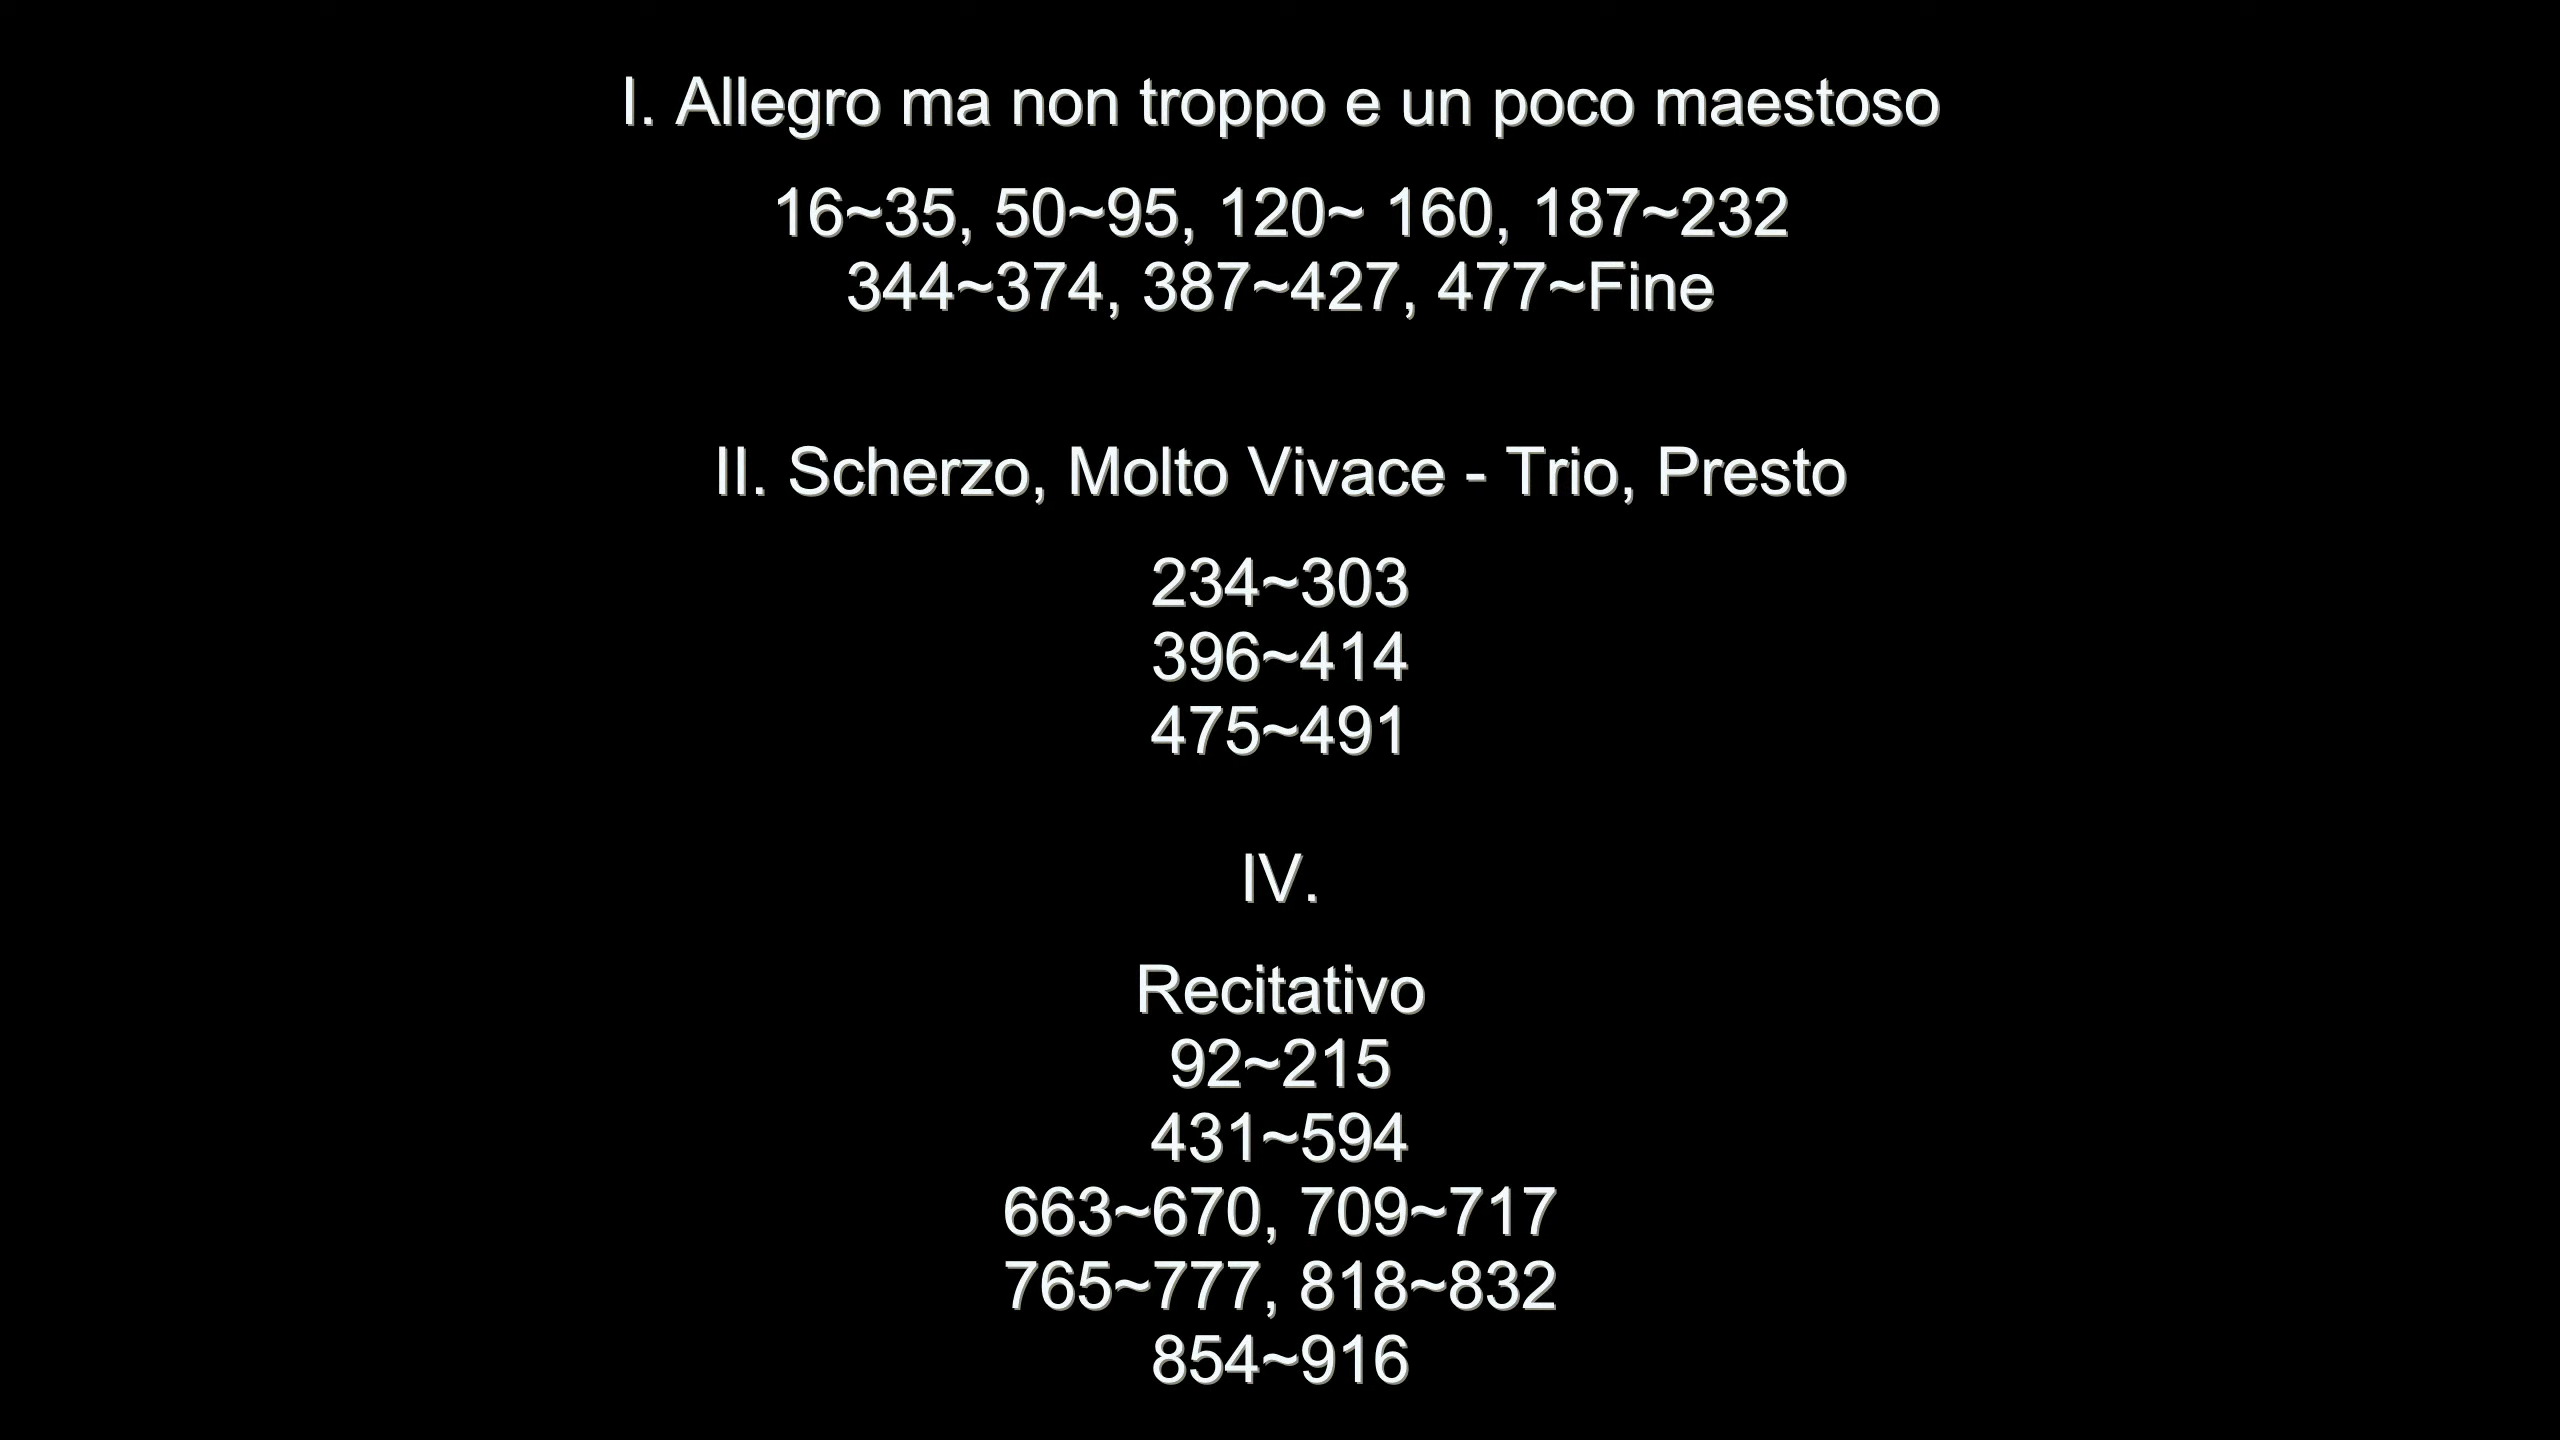 I. Allegro ma non troppo e un poco maestoso
16~35, 50~95, 120~ 160, 187~232
344~374, 387~427, 477~Fine
II. Scherzo, Molto Vivace - Trio, Presto
234~303
396~414
475~491
IV.
Recitativo
92~215
431~594
663~670, 709~717
765~777, 818~832
854~916